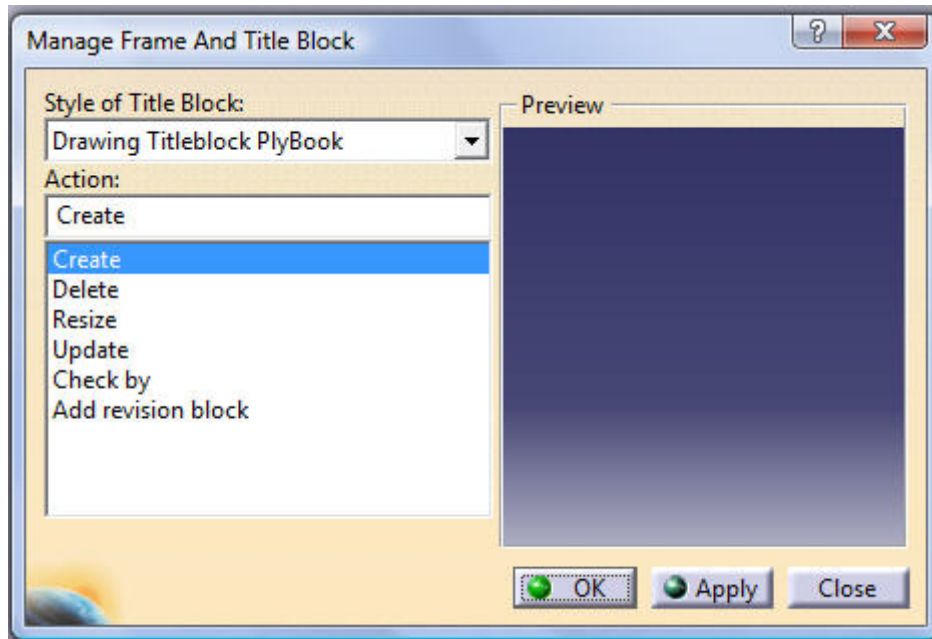 Manage Frame And Title Block
Style of Title Block:
Drawing Titleblock PlyBook
Action:
Create
Create
Delete
Resize
Update
Check by
Add revision block
Preview
OK
Apply
Close